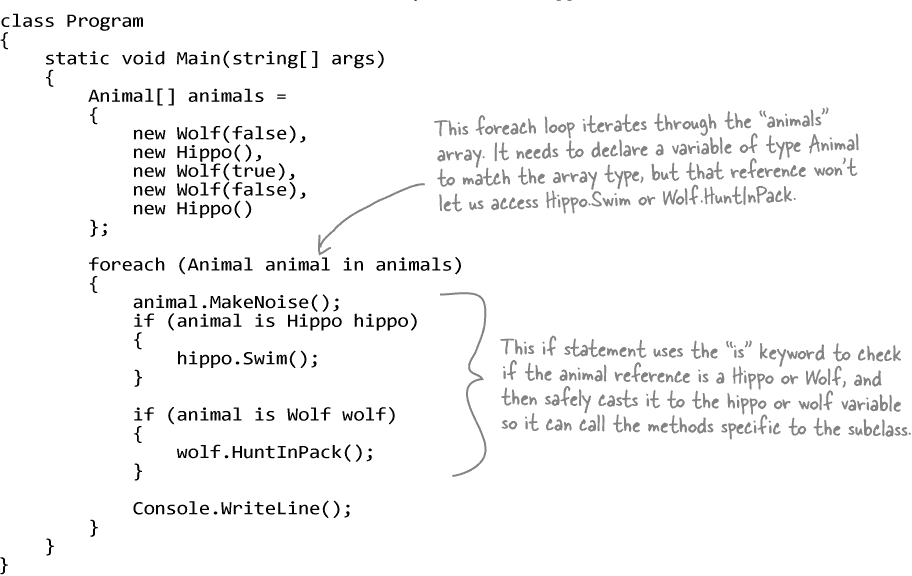 class Program
{
static void Main(string[] args)
{
Animal[] animals =
{
new Wolf(false),
new Hippo(),
new Wolf(true),
new Wolf(false),
new Hippo()
};
This foreach loop iterates through the “animals”
array. It needs to declare a variable of type Animal
to match the array type, but that reference won’t
let us access Hippo.Swim or Wolf.HuntInPack.
foreach (Animal animal in animals)
{
animal.MakeNoise();
if (animal is Hippo hippo)
{
hippo.Swim();
}
if (animal is Wolf wolf)
{
wolf.HuntInPack();
}
This if statement uses the “is” keyword to check
if the animal reference is a Hippo or Wolf, and
then safely casts it to the hippo or wolf variable
so it can call the methods specific to the subclass.
Console.WriteLine();
}
}
}